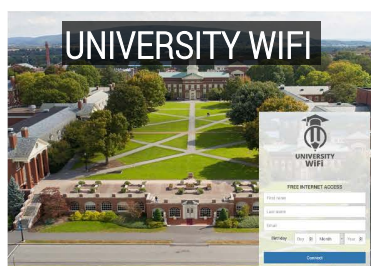 UNIVERSITY WIFI
UNIVERSITY
WiFi
FREE INTERNET ACCESS
First name
Last name
Email
Birthday Day Month Year
Connect